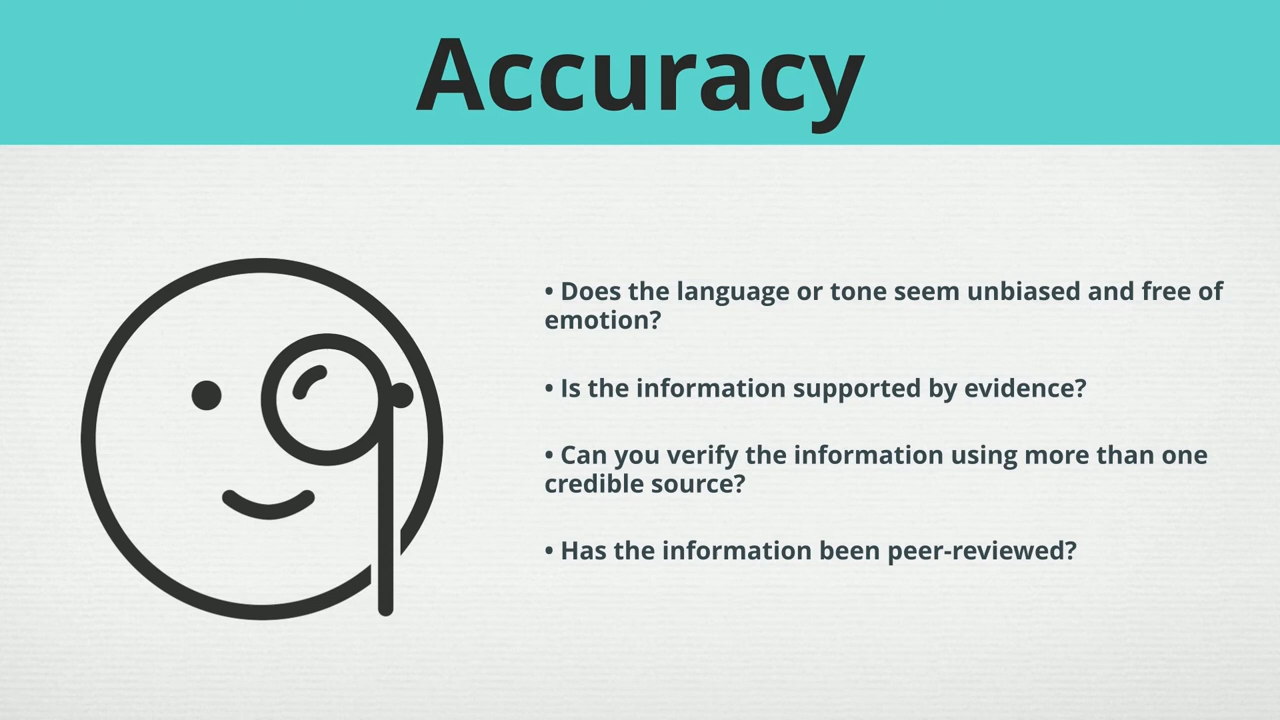 Accuracy
• Does the language or tone seem unbiased and free of
emotion?
• Is the information supported by evidence?
• Can you verify the information using more than one
credible source?
• Has the information been peer-reviewed?